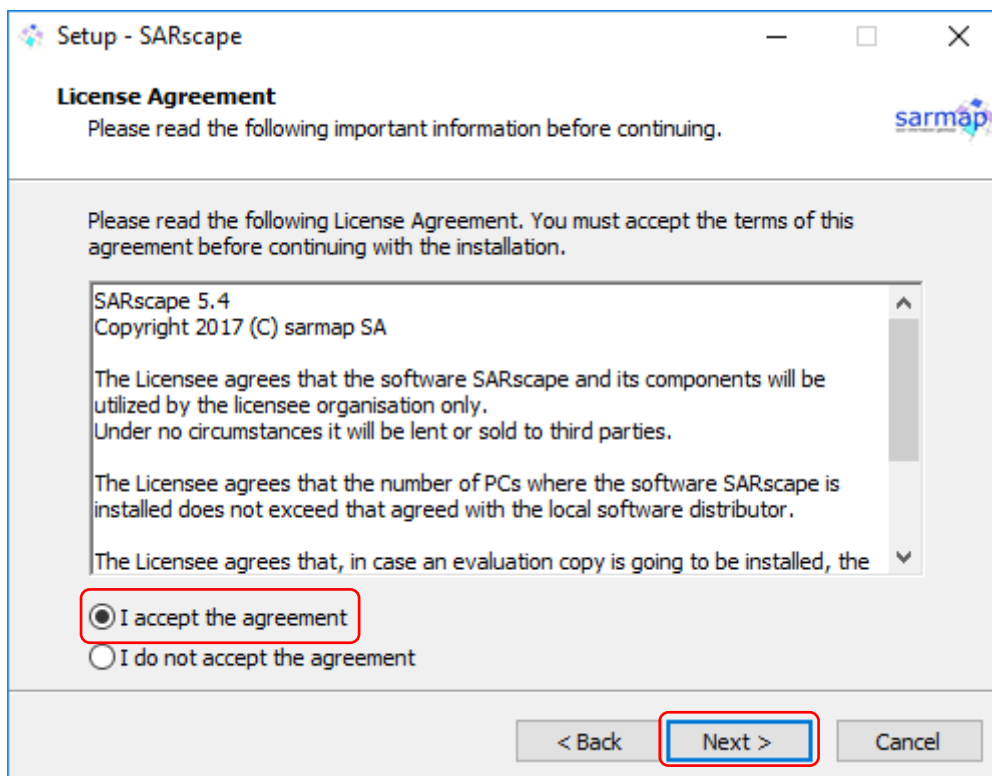 Setup - SARscape
License Agreement
Please read the following important information before continuing.
sarmap
Please read the following License Agreement. You must accept the terms of this
agreement before continuing with the installation.
SARscape 5.4
Copyright 2017 (C) sarmap SA
The Licensee agrees that the software SARscape and its components will be
utilized by the licensee organisation only.
Under no circumstances it will be lent or sold to third parties.
The Licensee agrees that the number of PCs where the software SARscape is
installed does not exceed that agreed with the local software distributor.
The Licensee agrees that, in case an evaluation copy is going to be installed, the
I accept the agreement
I do not accept the agreement
< Back
Next >
Cancel